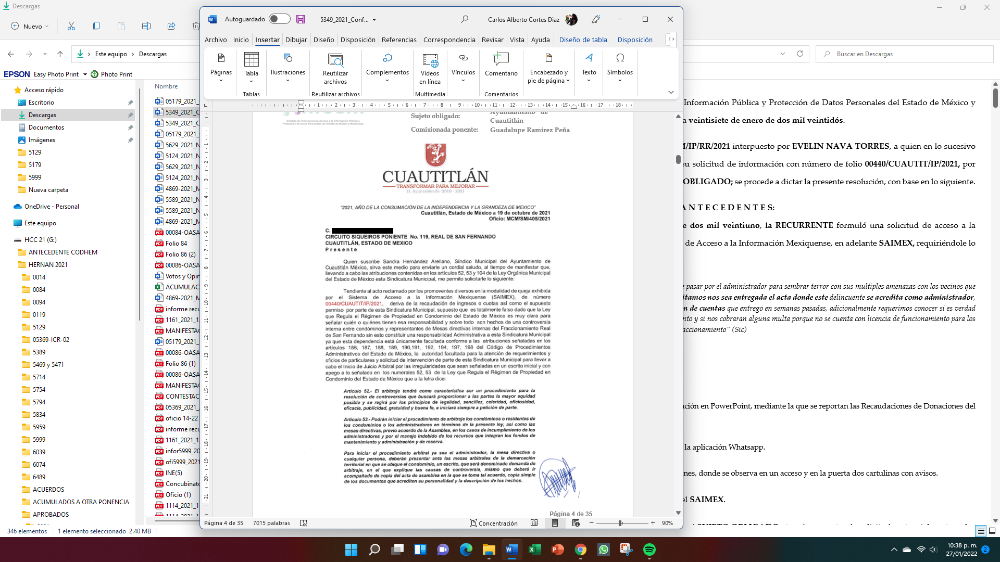 Descargas
Nuevo
Este equipo > Descargas
Buscar en Descargas
EPSON Easy Photo Print Photo Print
Acceso rápido
Escritorio
Descargas
Documentos
Imágenes
5129
5179
5999
Nueva carpeta
OneDrive - Personal
Este equipo
HCC 21 (G:)
ANTECEDENTE CODHEM
HERNAN 2021
0014
0084
0094
0119
5129
05369-ICR-02
5389
5469 y 5471
5714
5754
5794
5834
5959
5999
6039
6074
6489
ACUERDOS
ACUMULADOS A OTRA PONENCIA
APROBADOS
346 elementos 1 elemento seleccionado 2.40 MB
Nombre
05179_2021_
5349_2021_C
5349_2021_C
05179_2021_
5629_2021_N
5124_2021_N
5629_2021_N
5124_2021_N
4869-2021_M
5589_2021_N
5589_2021_N
4869-2021_M
00084-OASA
Folio 84
Folio 86 (2)
00086-OASA
Votos y Opin
ACUMULAC
4869-2021_M
informe recu
1161_2021_1
MANIFESTAC
05179_2021_
00086-OASA
Folio 86 (1)
00086-OASA
MANIFESTAC
CONTESTAC
05369_2021_
oficio 14-22
informe recu
1161_2021_1
infor5999_20
ofi5999_2021
INE(5)
Concubinato
Oficio (1)
1114_2021_1
1114_2021_1
Autoguardado 5349_2021_Conf... Carlos Alberto Cortes Diaz
Archivo Inicio Insertar Dibujar Diseño Disposición Referencias Correspondencia Revisar Vista Ayuda Diseño de tabla Disposición
Páginas
Tabla
Tablas
Ilustraciones
Reutilizar archivos
Reutilizar archivos
Complementos
Vídeos en línea
Multimedia
Vínculos
Comentario
Comentarios
Encabezado y pie de página
Texto
Símbolos
1 2 3 4 5 6 7 8 9 10 11 12 13 14 15 16 17 18
Instituto de Transparencia, Acceso a la Información Pública y
Protección de Datos Personales del Estado de México y Municipios
Sujeto obligado: Ayuntamiento de
Cuautitlán
Comisionada ponente: Guadalupe Ramírez Peña
CUAUTITLÁN
TRANSFORMAR PARA MEJORAR
H. Ayuntamiento 2019 - 2021
"2021, AÑO DE LA CONSUMACIÓN DE LA INDEPENDENCIA Y LA GRANDEZA DE MEXICO"
Cuautitlán, Estado de México a 19 de octubre de 2021
Oficio: MCM/SM/405/2021
C.
CIRCUITO SIQUEIROS PONIENTE No. 119, REAL DE SAN FERNANDO
CUAUTITLÁN, ESTADO DE MEXICO
P r e s e n t e
Quien suscribe Sandra Hernández Arellano, Síndico Municipal del Ayuntamiento de
Cuautitlán México, sirva este medio para enviarle un cordial saludo, al tiempo de manifestar que,
llevando a cabo las atribuciones contenidas en los artículos 52, 53 y 104 de la Ley Orgánica Municipal
del Estado de México esta Sindicatura Municipal, me permito solicitarle lo siguiente:
Tendiente al acto reclamado por los promoventes diversos en la modalidad de queja exhibida
por el Sistema de Acceso a la Información Mexiquense (SAIMEX), de número
00440/CUAUTIT/IP/2021, deriva de la recaudación de ingresos o cuotas así como el supuesto
permiso por parte de esta Sindicatura Municipal, supuesto que es totalmente falso dado que la Ley
que Regula el Régimen de Propiedad en Condominio del Estado de México es muy clara para
señalar quién o quiénes tienen esa responsabilidad y sobre todo son hechos de una controversia
interna entre condóminos y representantes de Mesas directivas internas del Fraccionamiento Real
de San Fernando sin esto constituir una responsabilidad Administrativa a esta Sindicatura Municipal
ya que esta dependencia está únicamente facultada conforme a las atribuciones señaladas en los
artículos 186, 187, 188, 189, 190,191, 192, 194, 197, 198 del Código de Procedimientos
Administrativos del Estado de México, la autoridad facultada para la atención de requerimientos y
oficios de particulares y solicitud de intervención de parte de esta Sindicatura Municipal para llevar a
cabo el Inicio de Juicio Arbitral por las irregularidades que sean señaladas en un escrito inicial y con
apego a lo señalado en los numerales 52, 53 de la Ley que Regula el Régimen de Propiedad en
Condominio del Estado de México que a la letra dice:
Artículo 52.- El arbitraje tendrá como característica ser un procedimiento para la
resolución de controversias que buscará proporcionar a las partes la mayor equidad
posible y se regirá por los principios de legalidad, sencillez, celeridad, oficiosidad,
eficacia, publicidad, gratuidad y buena fe, e iniciará siempre a petición de parte.
Artículo 53.- Podrán iniciar el procedimiento de arbitraje los condóminos o residentes de
los condominios o los administradores en términos de la presente ley, así como las
mesas directivas, previo acuerdo de la Asamblea, en los casos de incumplimiento de los
administradores y por el manejo indebido de los recursos que integran los fondos de
mantenimiento y administración y de reserva.
Para iniciar el procedimiento arbitral ya sea el administrador, la mesa directiva o
cualquier persona, deberán presentar ante las mesas arbitrales de la demarcación
territorial en que se ubique el condominio, un escrito, que será denominado demanda de
arbitraje, en el que explique las causas de controversia, mismo que deberá ir
acompañado de copia del acta de asamblea en la que se toma tal acuerdo, copia simple
de los documentos que acrediten su personalidad y la descripción de los hechos.
Página 4 de 35
Página 4 de 35 7015 palabras Concentración 90%
Información Pública y Protección de Datos Personales del Estado de México y
a veintisiete de enero de dos mil veintidós.
/IP/RR/2021 interpuesto por EVELIN NAVA TORRES, a quien en lo sucesivo
su solicitud de información con número de folio 00440/CUAUTIT/IP/2021, por
OBLIGADO; se procede a dictar la presente resolución, con base en lo siguiente.
A N T E C E D E N T E S:
e dos mil veintiuno, la RECURRENTE formuló una solicitud de acceso a la
de Acceso a la Información Mexiquense, en adelante SAIMEX, requiriéndole lo
e pasar por el administrador para sembrar terror con sus multiples amenazas con los vecinos que
itamos nos sea entregada el acta donde este delincuente se acredita como administrador,
n de cuentas que entrego en semanas pasadas, adicionalmente requerimos conocer si es verdad
nto y si nos cobraran alguna multa porque no se cuenta con licencia de funcionamiento para los
accionamiento" (Sic)
ción en PowerPoint, mediante la que se reportan las Recaudaciones de Donaciones del
la aplicación Whatsapp.
nes, donde se observa en un acceso y en la puerta dos cartulinas con avisos.
el SAIMEX.
10:38 p. m.
27/01/2022
2